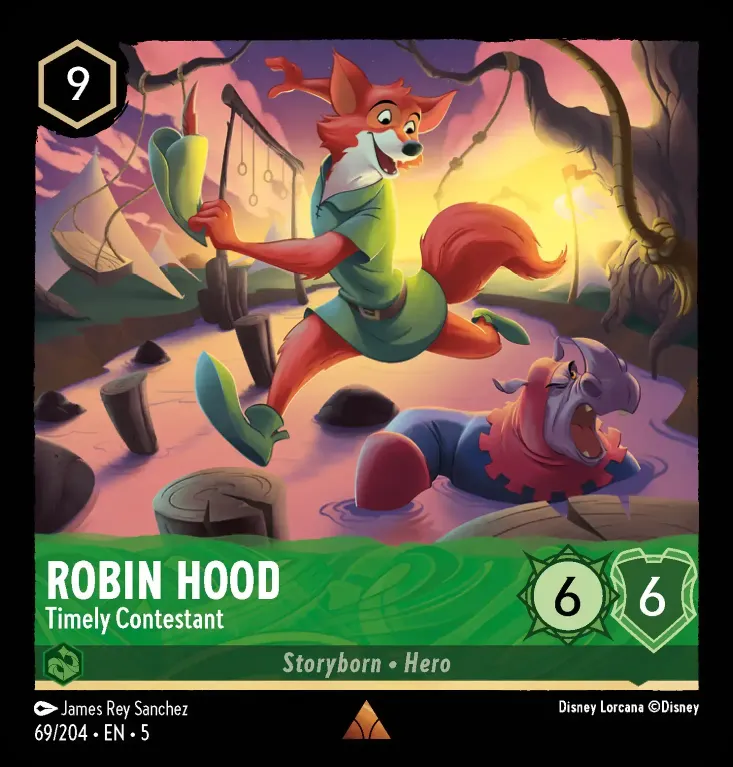 9
ROBIN HOOD
Timely Contestant
6
6
Storyborn • Hero
James Rey Sanchez
Disney Lorcana ©Disney
69/204 • EN • 5